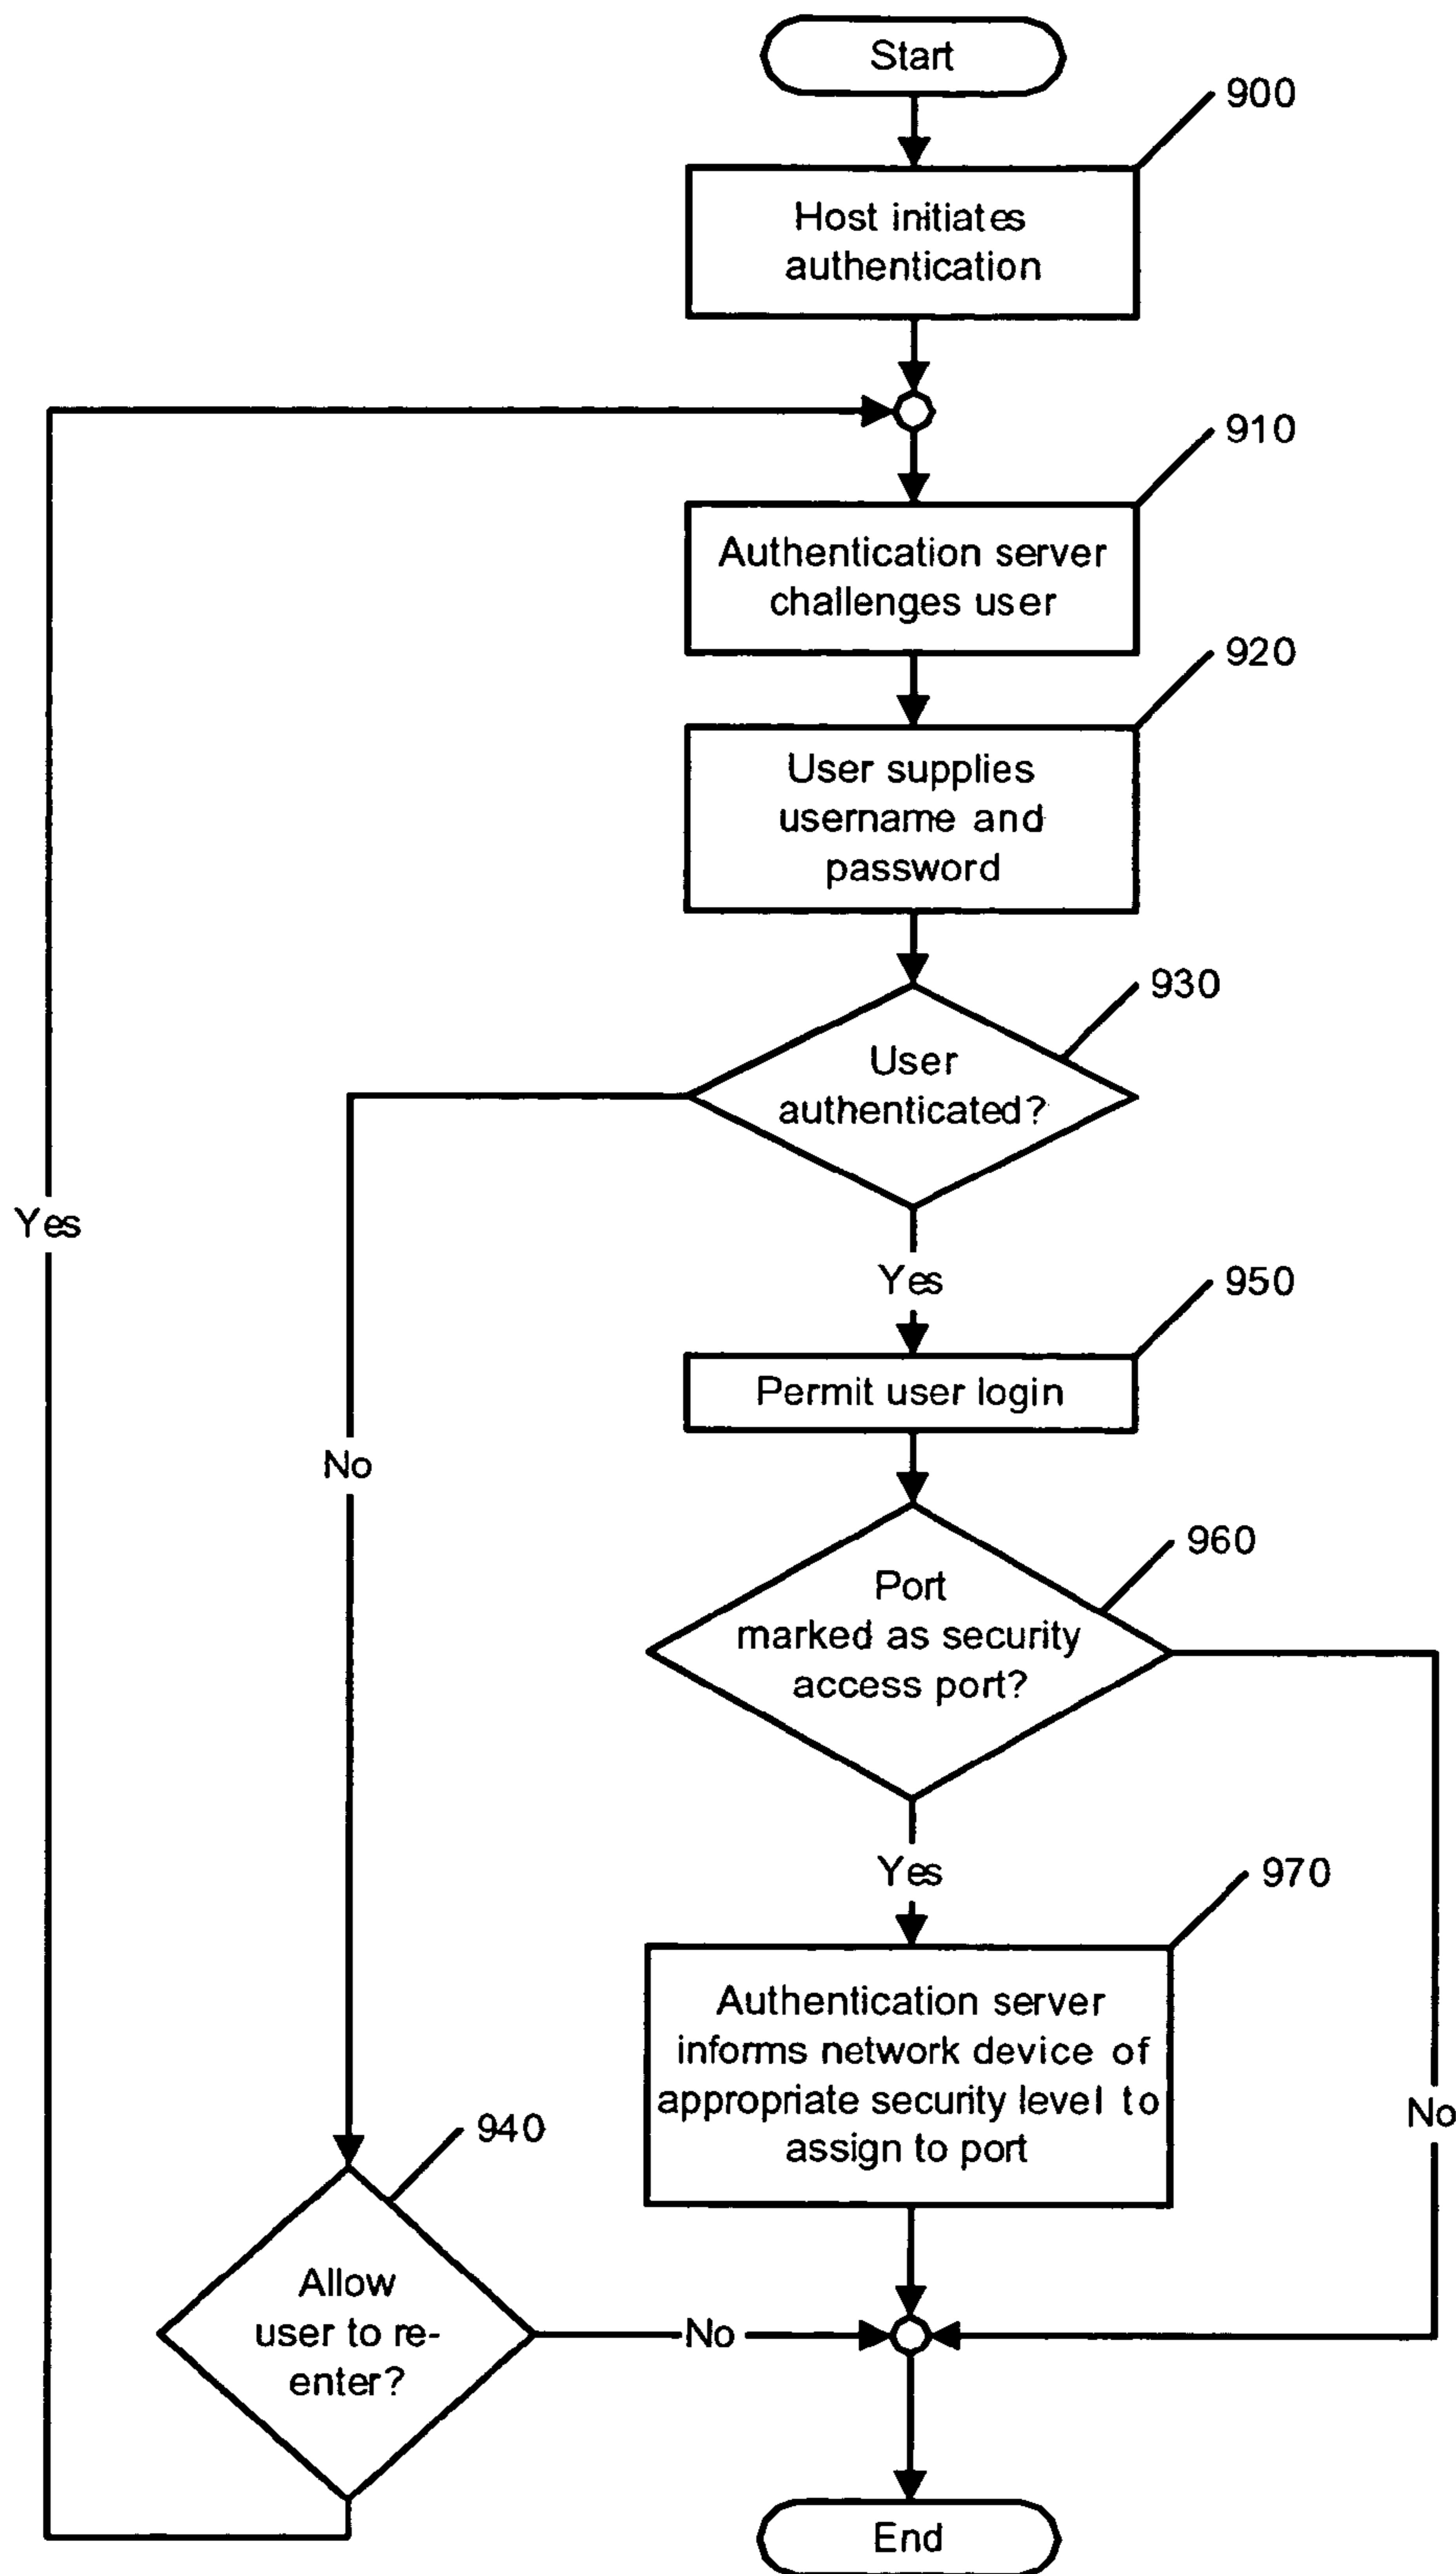 Start
900
Host initiates
authentication
910
Authentication server
challenges user
920
User supplies
username and
password
930
User
authenticated?
Yes
Yes
950
Permit user login
No
960
Port
marked as security
access port?
Yes
970
Authentication server
informs network device of
appropriate security level to
assign to port
No
940
Allow
user to re-
enter?
No
End